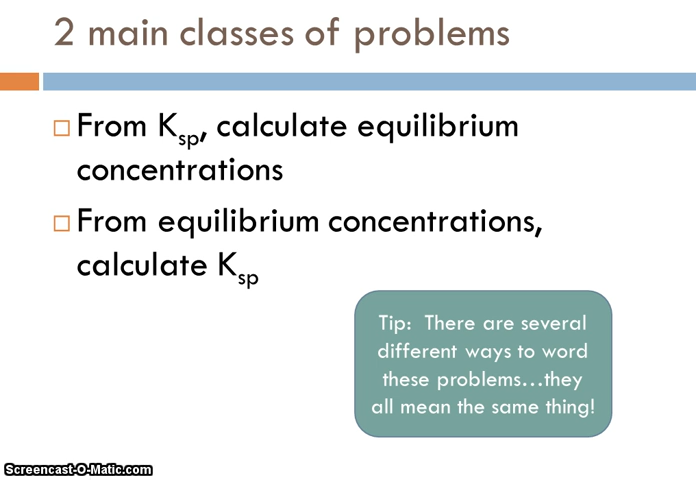 2 main classes of problems
From Ksp, calculate equilibrium
concentrations
From equilibrium concentrations,
calculate Ksp
Tip: There are several
different ways to word
these problems...they
all mean the same thing!
Screencast-O-Matic.com